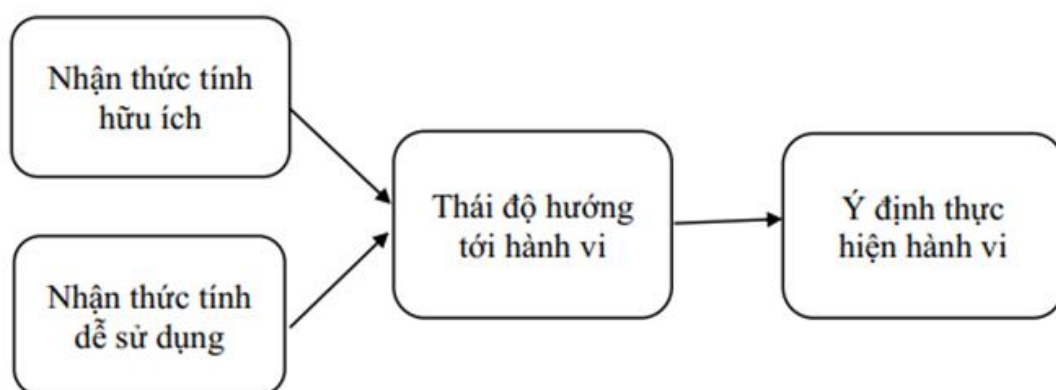 Nhận thức tính
hữu ích
Thái độ hướng
tới hành vi
Ý định thực
hiện hành vi
Nhận thức tính
dễ sử dụng